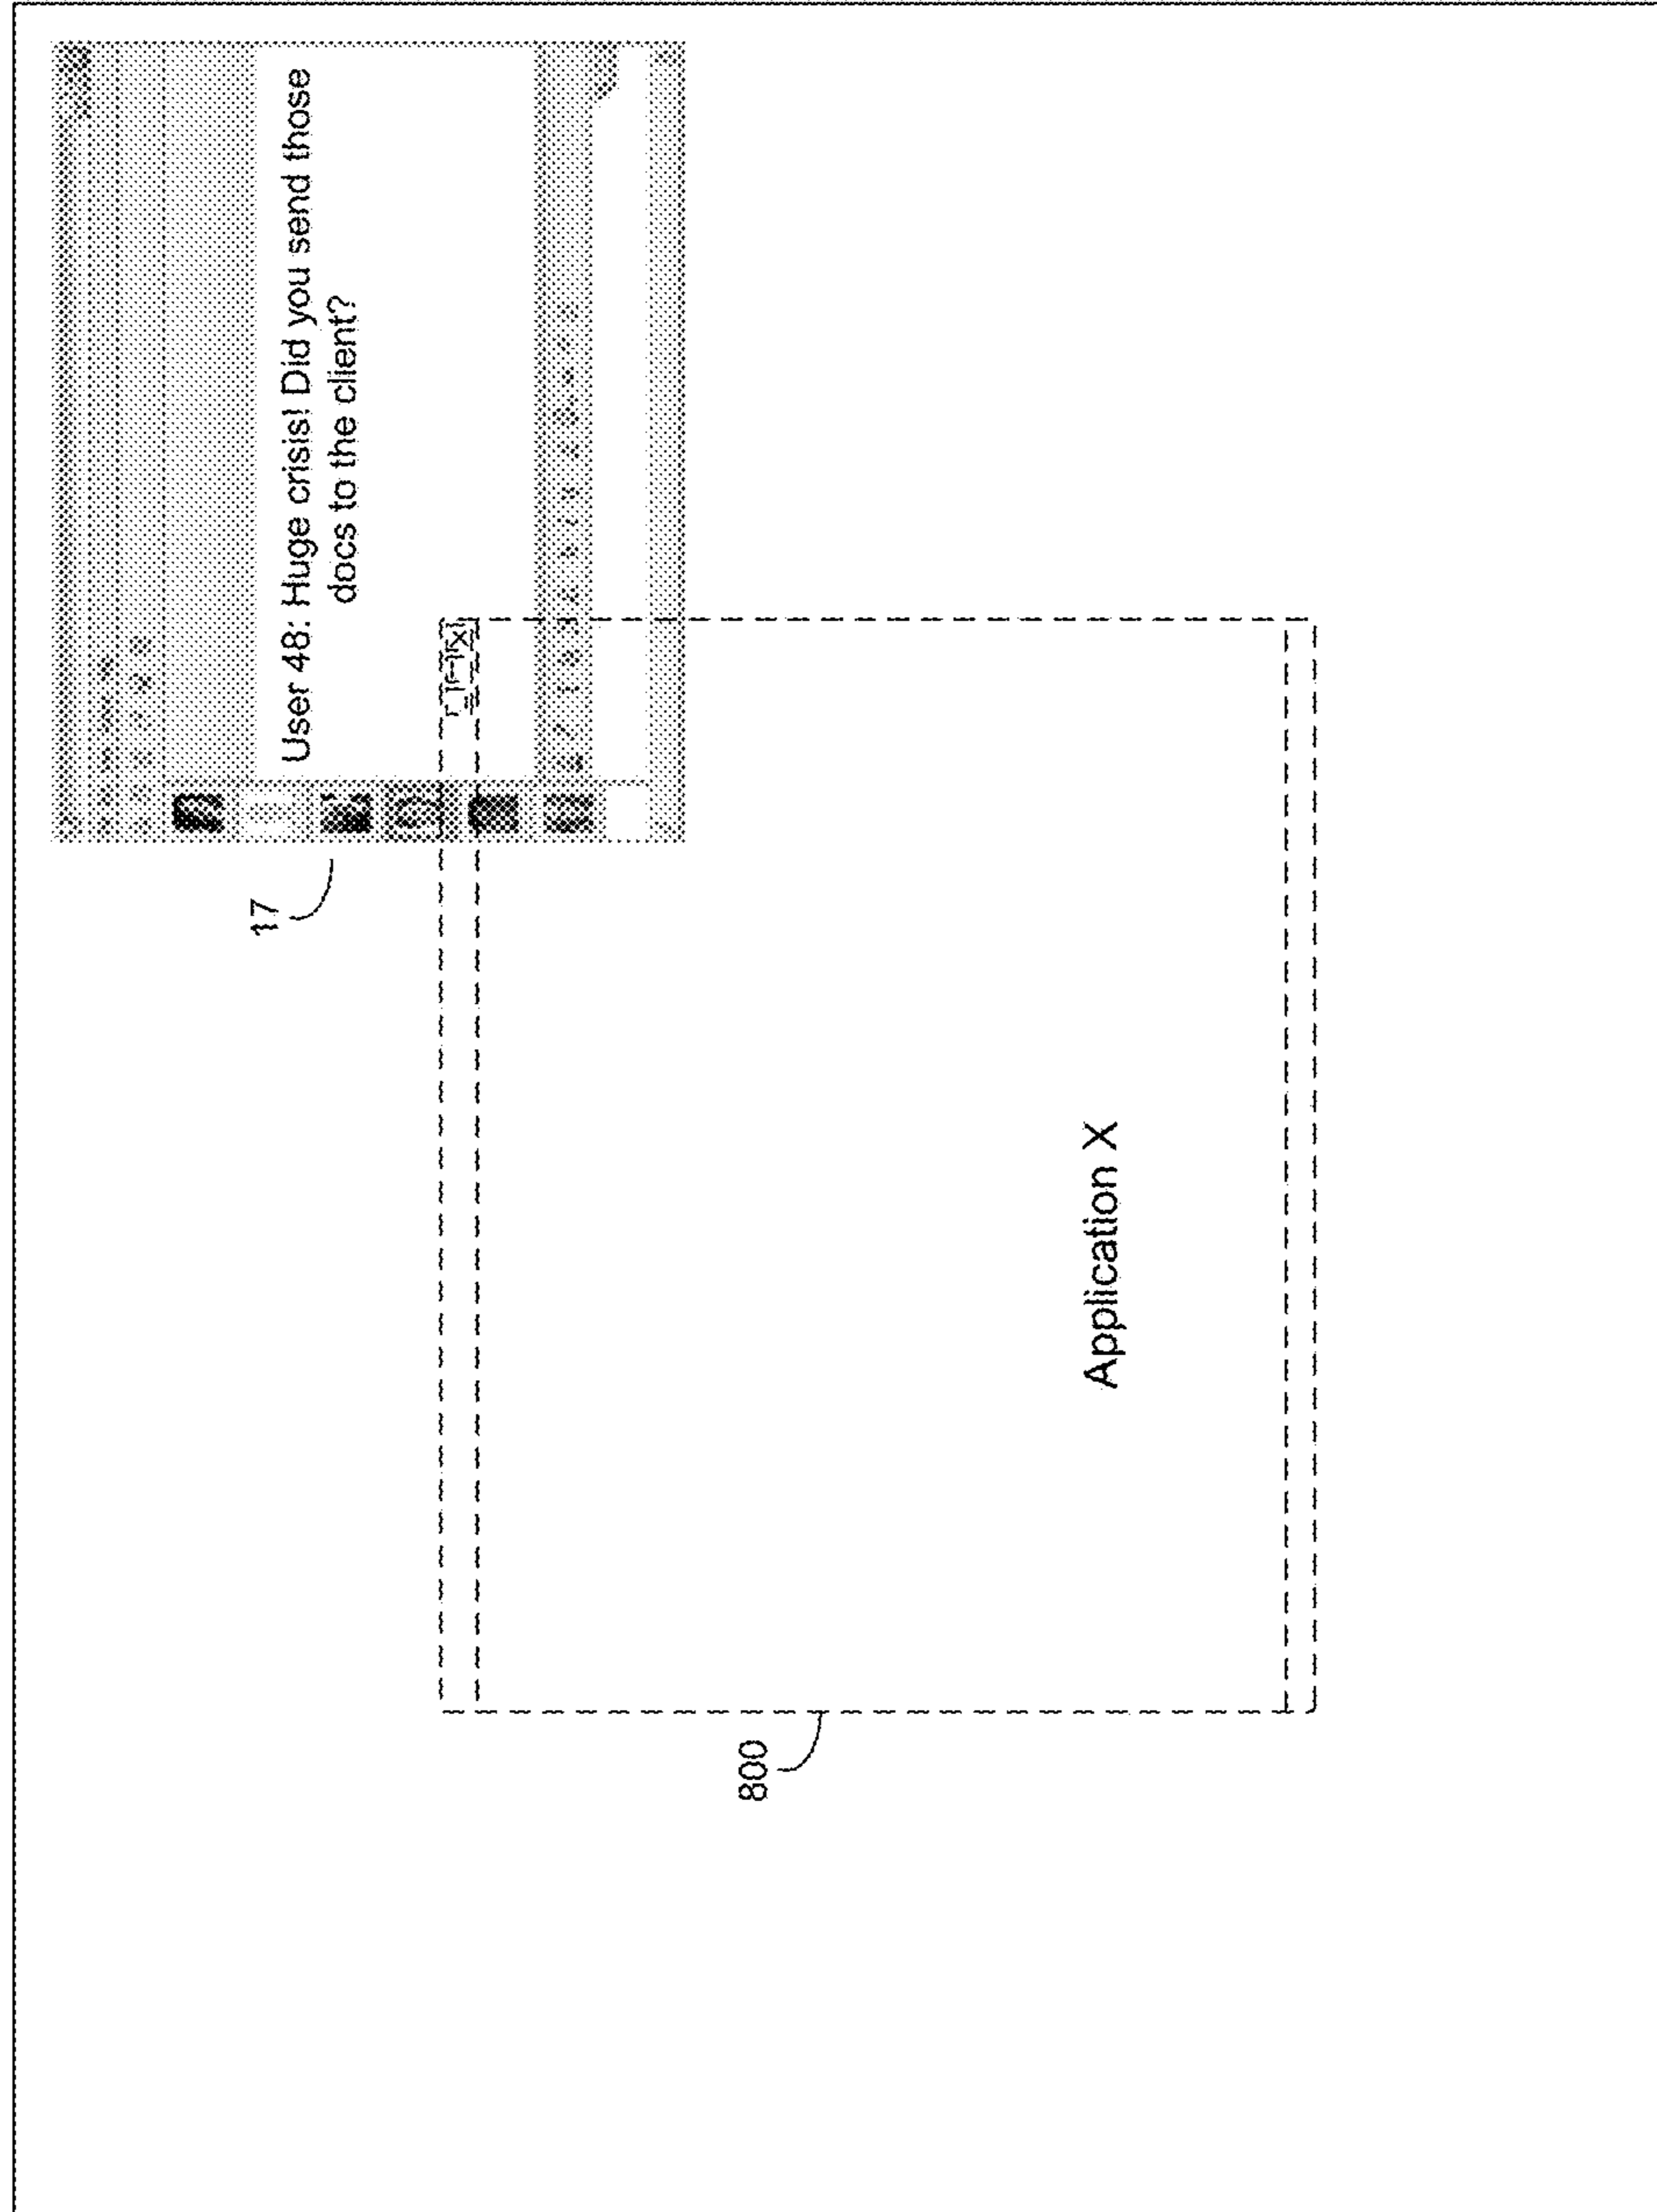 User 48: Huge crisis! Did you send those
docs to the client?
17
Application X
800